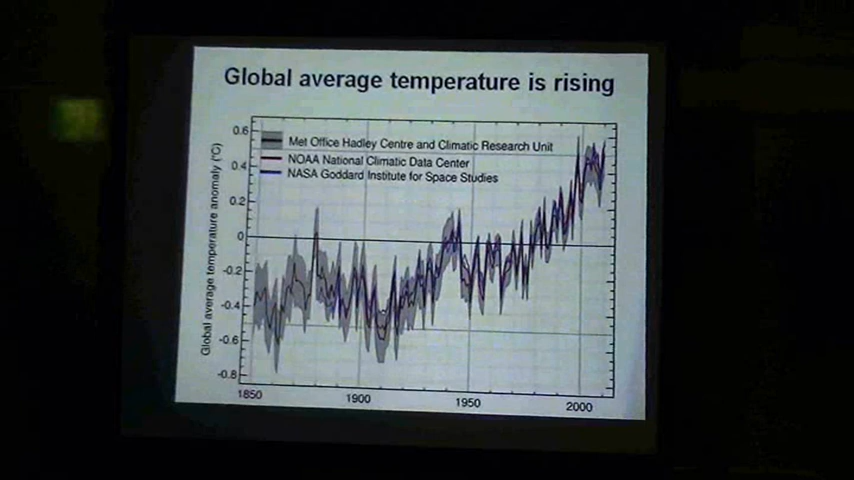 Global average temperature is rising
Met Office Hadley Centre and Climatic Research Unit
NOAA National Climatic Data Center
NASA Goddard Institute for Space Studies
Global average temperature anomaly (°C)
0.6
0.4
0.2
0
-0.2
-0.4
-0.6
-0.8
1850
1900
1950
2000